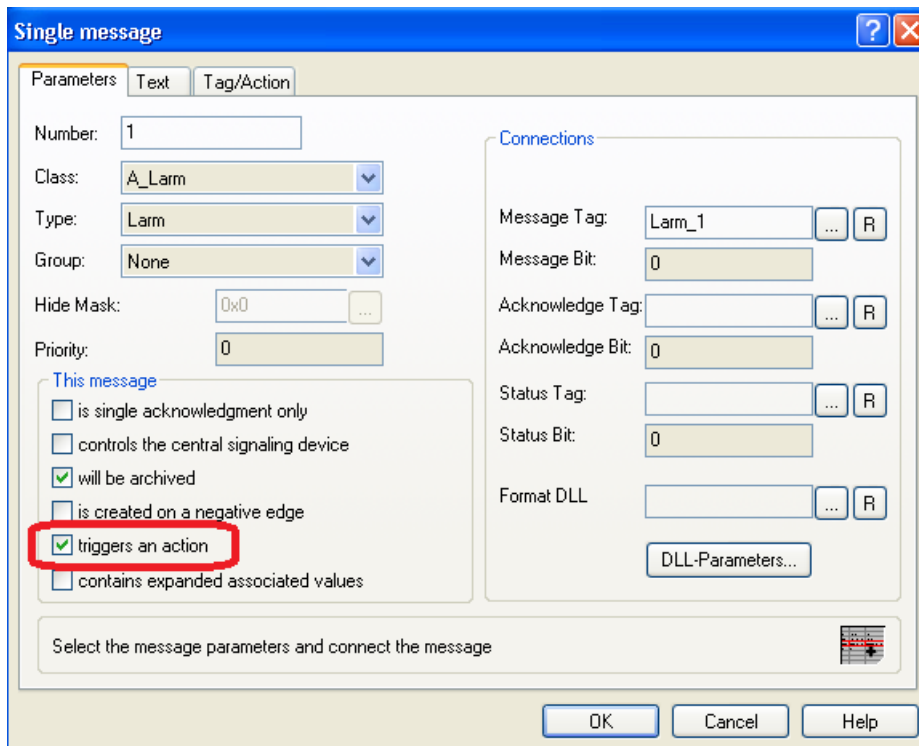 Single message
Parameters Text Tag/Action
Number: 1
Class: A_Larm
Type: Larm
Group: None
Hide Mask: 0x0 ...
Priority: 0
This message
is single acknowledgment only
controls the central signaling device
will be archived
is created on a negative edge
triggers an action
contains expanded associated values
Connections
Message Tag: Larm_1 ... R
Message Bit: 0
Acknowledge Tag: ... R
Acknowledge Bit: 0
Status Tag: ... R
Status Bit: 0
Format DLL ... R
DLL-Parameters...
Select the message parameters and connect the message
OK Cancel Help